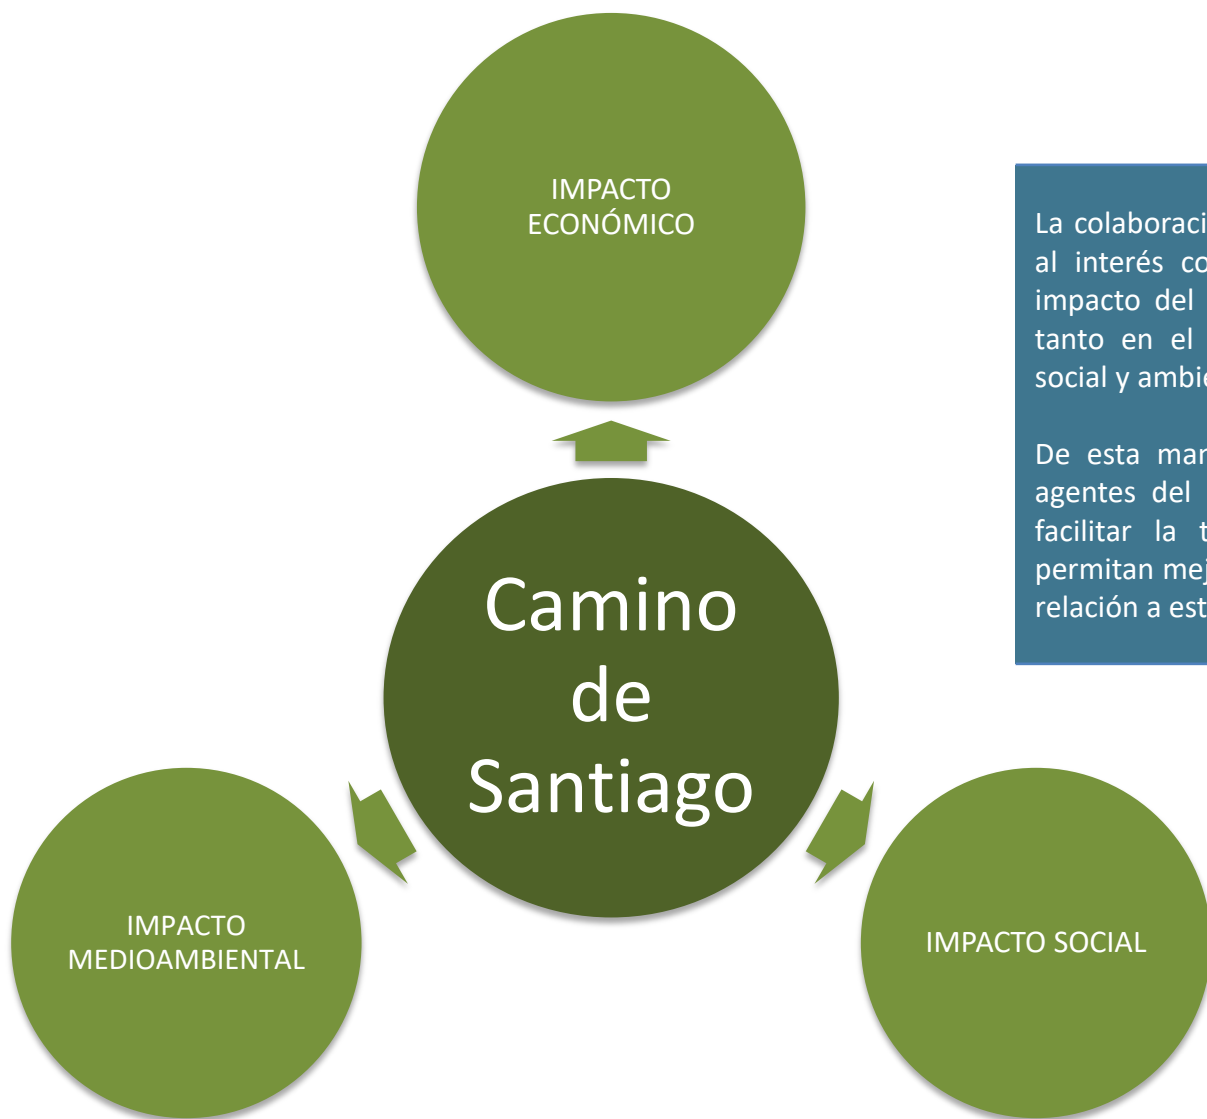 IMPACTO
ECONÓMICO
La
al interés
impacto del
tanto en el
social y
De esta
agentes del
facilitar la
permitan
relación a
Camino
de
Santiago
IMPACTO
MEDIOAMBIENTAL
IMPACTO SOCIAL